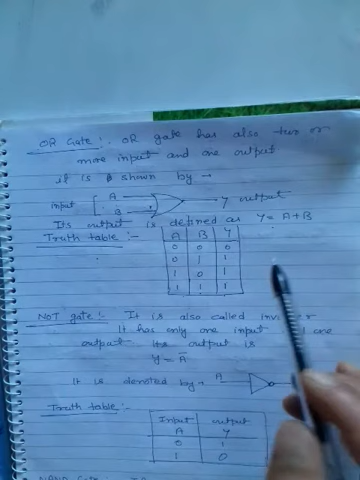 OR Gate :- OR gate has also two or
more input and one output
it is shown by →
input A B Y output
Its output is defined as Y = A+B
Truth table :-
A B Y
0 0 0
0 1 1
1 0 1
1 1 1
NOT gate :- It is also called
It has only one input one
output. Its output is
Y = A̅
It is denoted by → A
Truth table :-
Input output
A Y
0 1
1 0